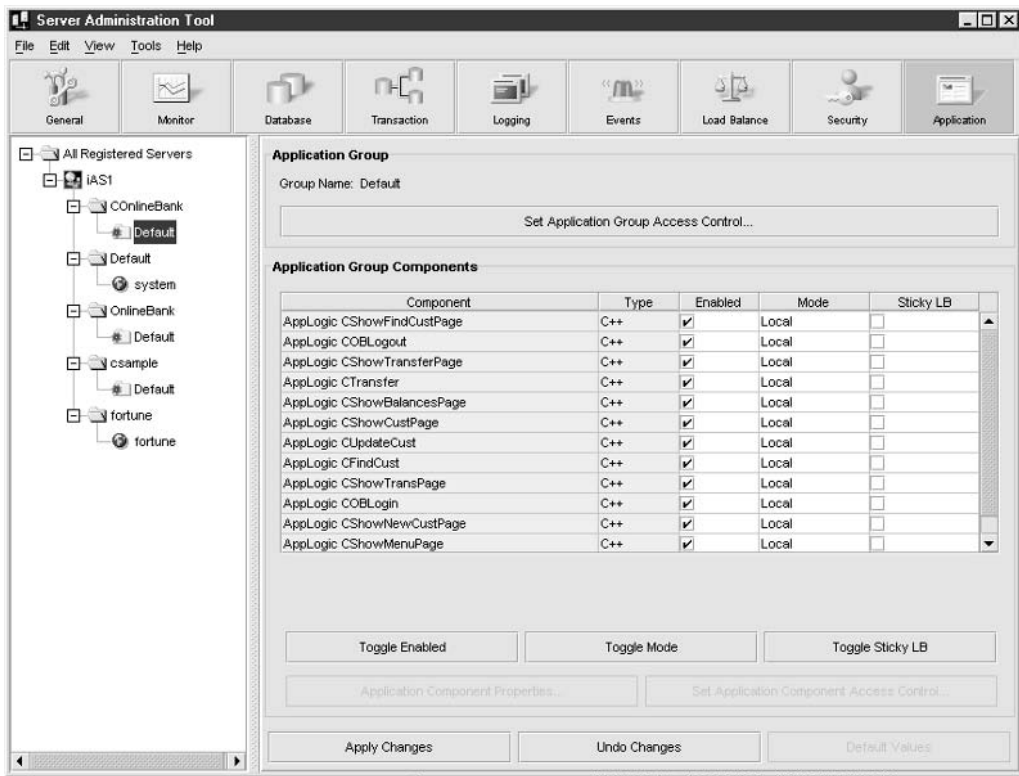 Server Administration Tool
File Edit View Tools Help
General Monitor Database Transaction Logging Events Load Balance Security Application
All Registered Servers
iAS1
COnlineBank
Default
Default
system
OnlineBank
Default
csample
Default
fortune
fortune
Application Group
Group Name: Default
Set Application Group Access Control...
Application Group Components
Component Type Enabled Mode Sticky LB
AppLogic CShowFindCustPage C++ Local
AppLogic COBLogout C++ Local
AppLogic CShowTransferPage C++ Local
AppLogic CTransfer C++ Local
AppLogic CShowBalancesPage C++ Local
AppLogic CShowCustPage C++ Local
AppLogic CUpdateCust C++ Local
AppLogic CFindCust C++ Local
AppLogic CShowTransPage C++ Local
AppLogic COBLogin C++ Local
AppLogic CShowNewCustPage C++ Local
AppLogic CShowMenuPage C++ Local
Toggle Enabled Toggle Mode Toggle Sticky LB
Application Component Properties... Set Application Component Access Control...
Apply Changes Undo Changes Default Values